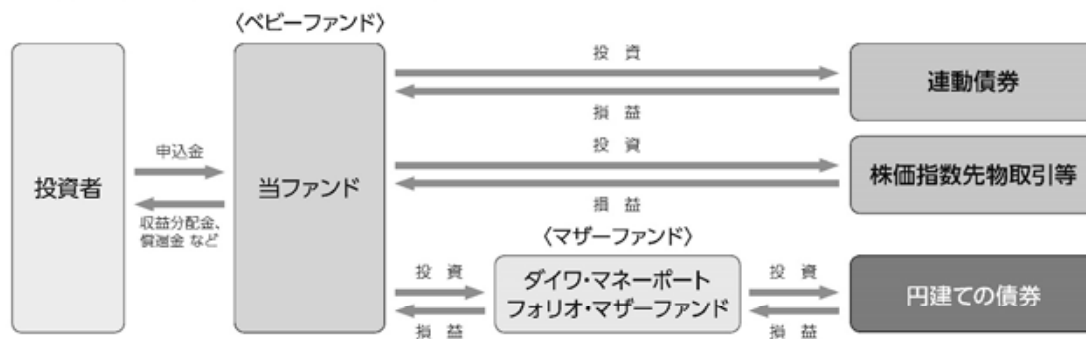 〈ベビーファンド〉
投資者
申込金
収益分配金、
償還金 など
当ファンド
投 資
損 益
連動債券
投 資
損 益
株価指数先物取引等
〈マザーファンド〉
投 資
損 益
ダイワ・マネーポート
フォリオ・マザーファンド
投 資
損 益
円建ての債券